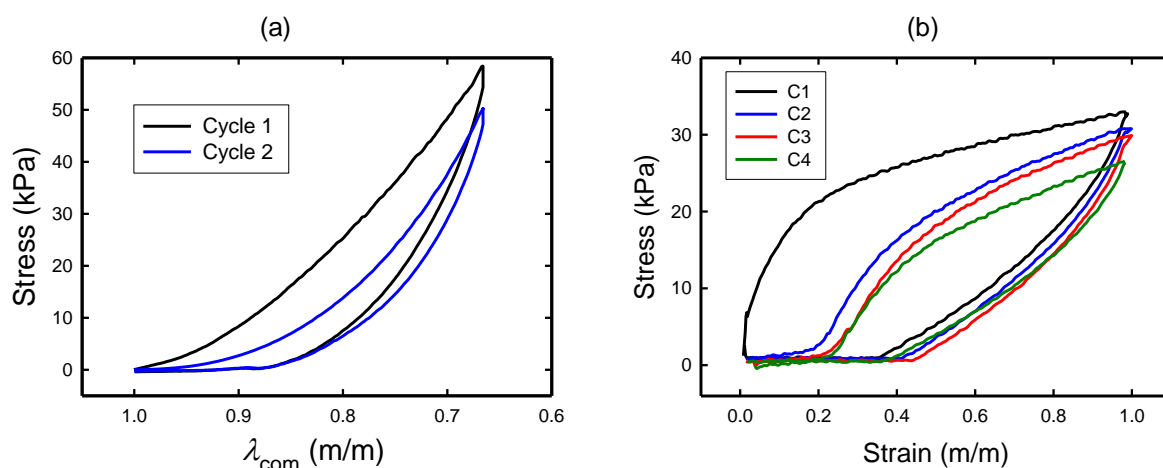 (a)
60
50
40
30
20
10
0
Stress (kPa)
Cycle 1
Cycle 2
1.0 0.9 0.8 0.7 0.6
λcom (m/m)
(b)
40
30
20
10
0
Stress (kPa)
C1
C2
C3
C4
0.0 0.2 0.4 0.6 0.8 1.0
Strain (m/m)